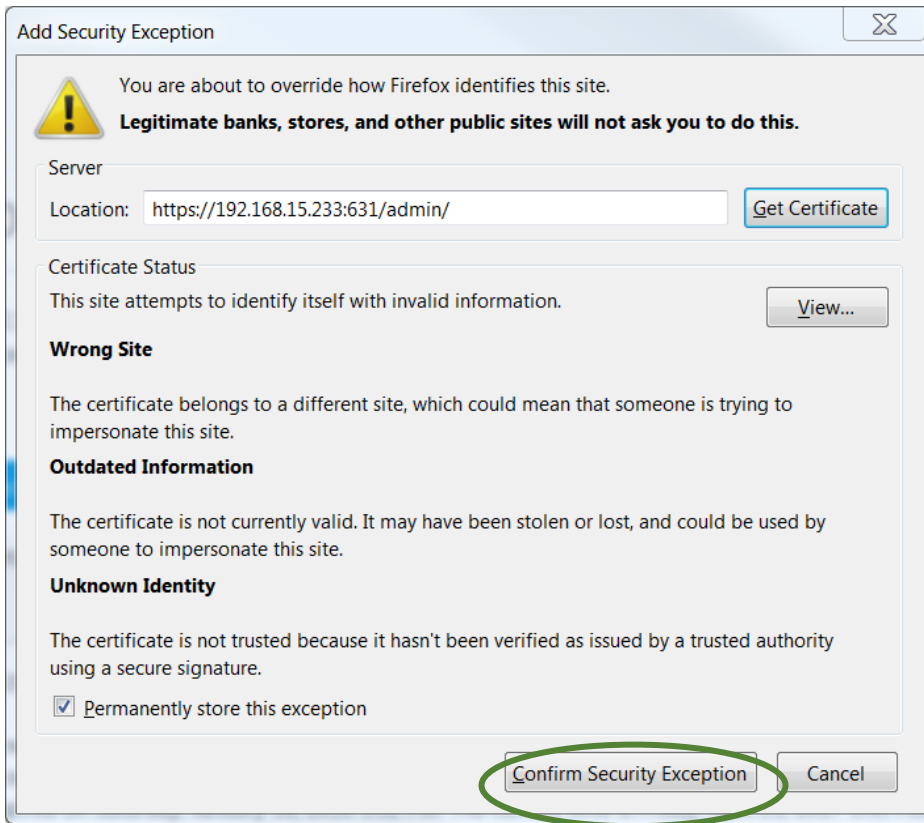 Add Security Exception
You are about to override how Firefox identifies this site.
Legitimate banks, stores, and other public sites will not ask you to do this.
Server
Location: https://192.168.15.233:631/admin/ Get Certificate
Certificate Status
This site attempts to identify itself with invalid information.
View...
Wrong Site
The certificate belongs to a different site, which could mean that someone is trying to
impersonate this site.
Outdated Information
The certificate is not currently valid. It may have been stolen or lost, and could be used by
someone to impersonate this site.
Unknown Identity
The certificate is not trusted because it hasn't been verified as issued by a trusted authority
using a secure signature.
Permanently store this exception
Confirm Security Exception Cancel